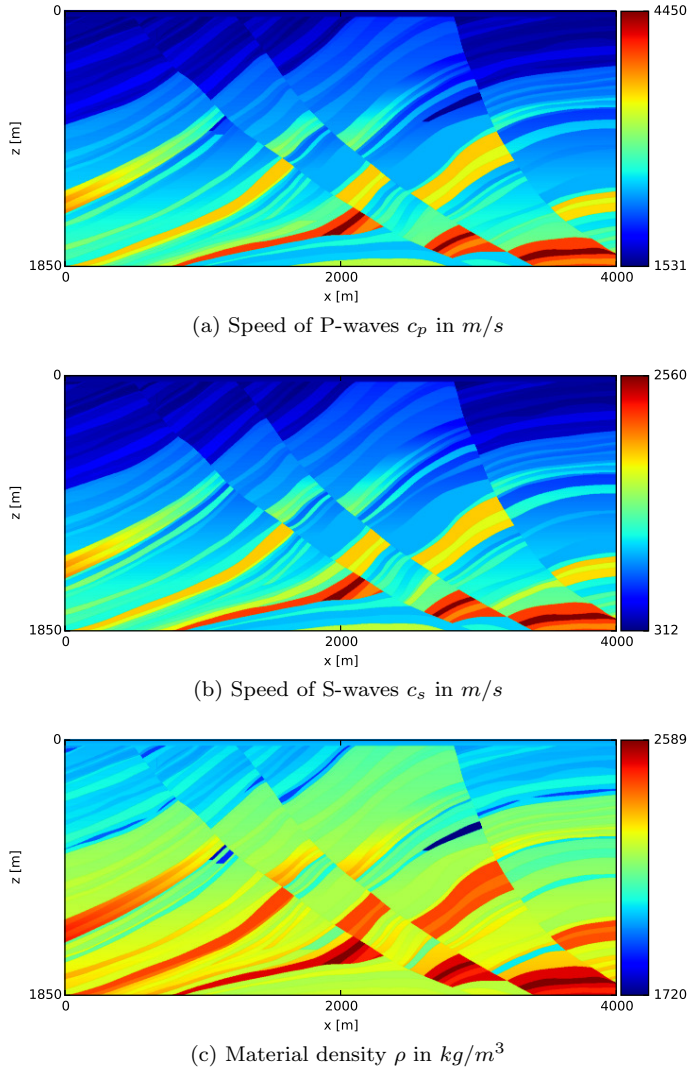 0
4450
z [m]
1850
1531
0
2000
4000
x [m]
(a) Speed of P-waves c_p in m/s
0
2560
z [m]
1850
312
0
2000
4000
x [m]
(b) Speed of S-waves c_s in m/s
0
2589
z [m]
1850
1720
0
2000
4000
x [m]
(c) Material density ρ in kg/m³